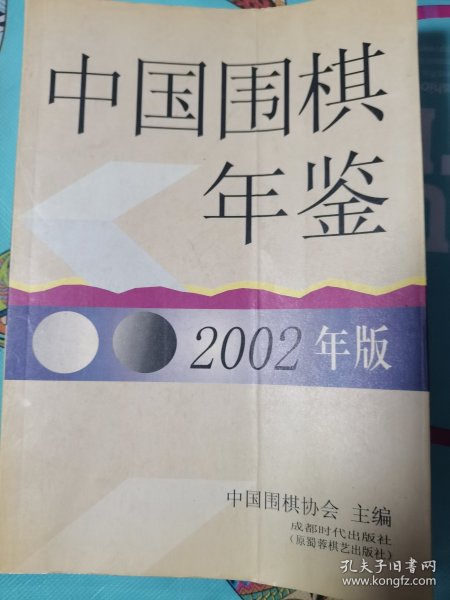 中国围棋
年鉴
2002年版
中国围棋协会 主编
成都时代出版社
（原蜀蓉棋艺出版社）
孔夫子旧书网
www.kongfz.com